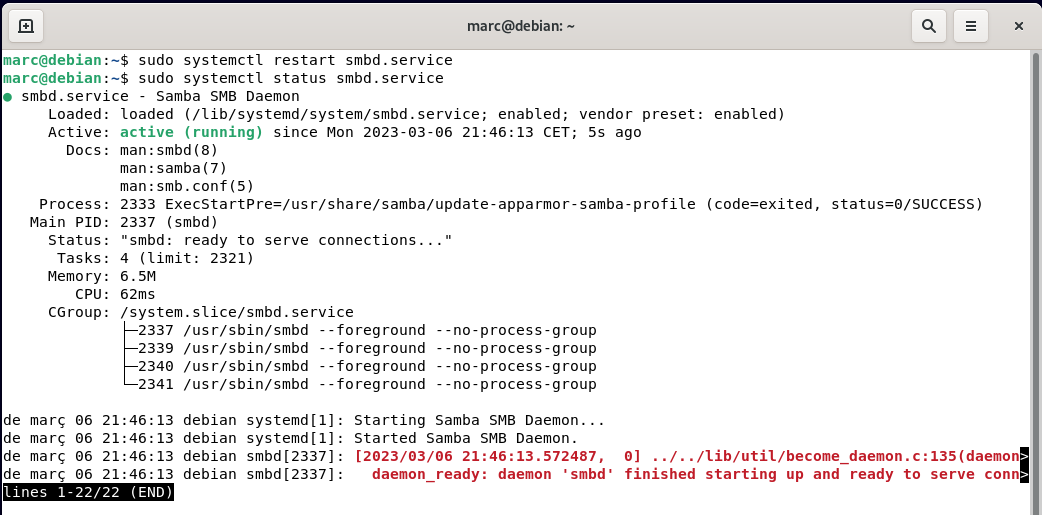 marc@debian: ~
marc@debian:~$ sudo systemctl restart smbd.service
marc@debian:~$ sudo systemctl status smbd.service
● smbd.service - Samba SMB Daemon
     Loaded: loaded (/lib/systemd/system/smbd.service; enabled; vendor preset: enabled)
     Active: active (running) since Mon 2023-03-06 21:46:13 CET; 5s ago
       Docs: man:smbd(8)
             man:samba(7)
             man:smb.conf(5)
    Process: 2333 ExecStartPre=/usr/share/samba/update-apparmor-samba-profile (code=exited, status=0/SUCCESS)
   Main PID: 2337 (smbd)
     Status: "smbd: ready to serve connections..."
      Tasks: 4 (limit: 2321)
     Memory: 6.5M
        CPU: 62ms
     CGroup: /system.slice/smbd.service
             ├─2337 /usr/sbin/smbd --foreground --no-process-group
             ├─2339 /usr/sbin/smbd --foreground --no-process-group
             ├─2340 /usr/sbin/smbd --foreground --no-process-group
             └─2341 /usr/sbin/smbd --foreground --no-process-group

de març 06 21:46:13 debian systemd[1]: Starting Samba SMB Daemon...
de març 06 21:46:13 debian systemd[1]: Started Samba SMB Daemon.
de març 06 21:46:13 debian smbd[2337]: [2023/03/06 21:46:13.572487,  0] ../../lib/util/become_daemon.c:135(daemon>
de març 06 21:46:13 debian smbd[2337]:   daemon_ready: daemon 'smbd' finished starting up and ready to serve conn>
lines 1-22/22 (END)